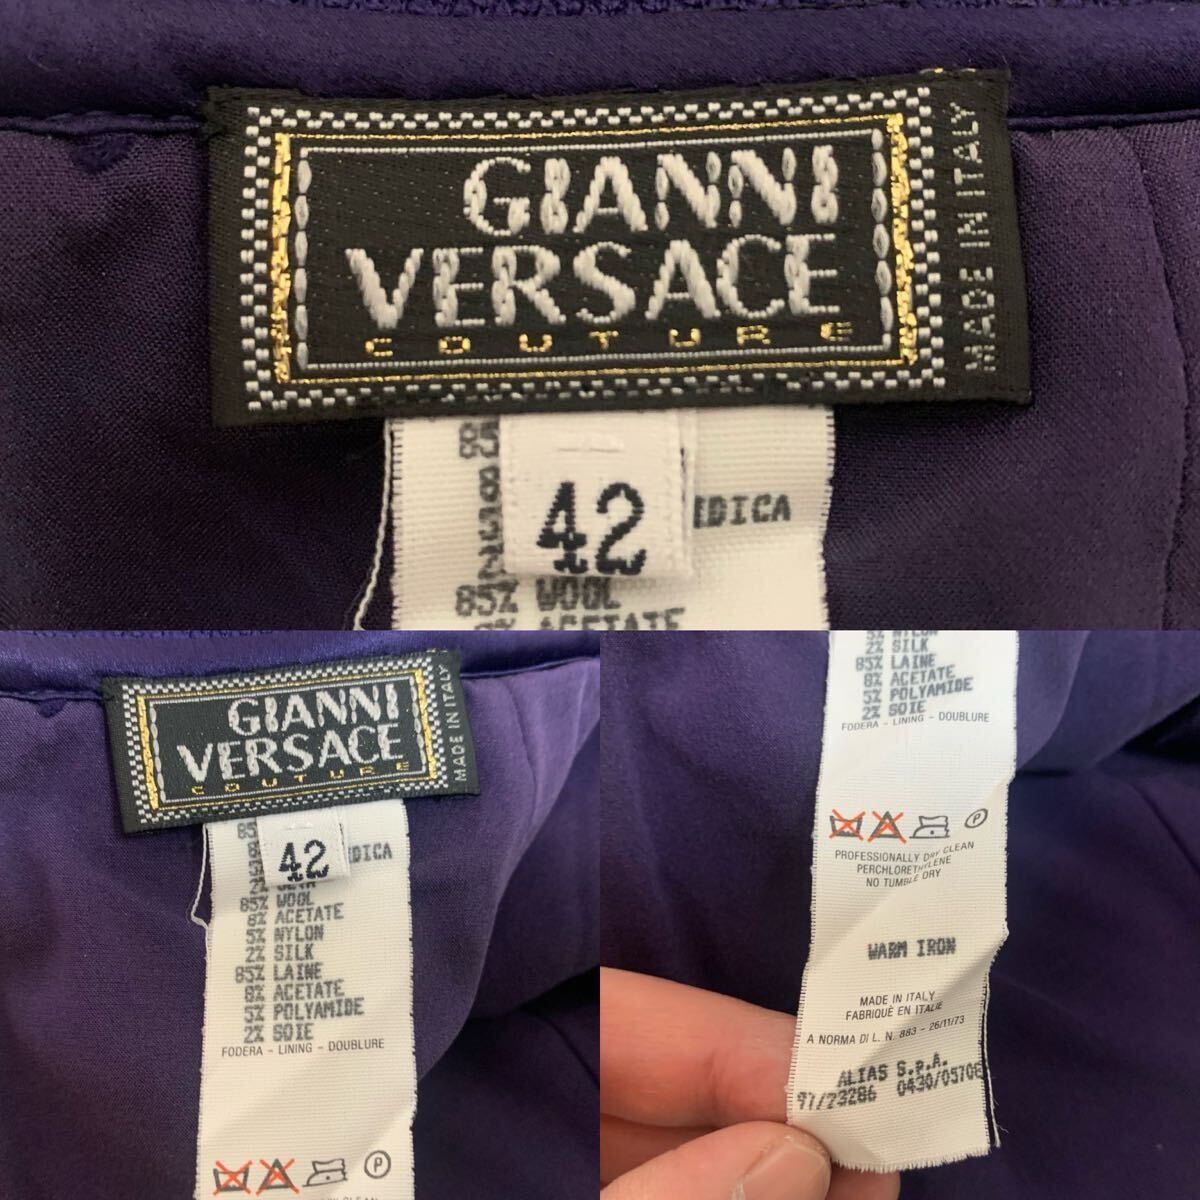 GIANNI
VERSACE
COUTURE
MADE IN ITALY
42
85% WOOL
ACETATE
GIANNI
VERSACE
COUTURE
MADE IN ITALY
42
85% WOOL
8% ACETATE
5% NYLON
2% SILK
85% LAINE
8% ACETATE
5% POLYAMIDE
2% SOIE
FODERA - LINING - DOUBLURE
P
5% NYLON
2% SILK
85% LAINE
8% ACETATE
5% POLYAMIDE
2% SOIE
FODERA - LINING - DOUBLURE
P
PROFESSIONALLY DRY CLEAN
PERCHLORETHYLENE
NO TUMBLE DRY
WARM IRON
MADE IN ITALY
FABRIQUÉ EN ITALIE
A NORMA DI L. N. 883 - 26/11/73
ALIAS S.p.A.
97/23286 0430/05708